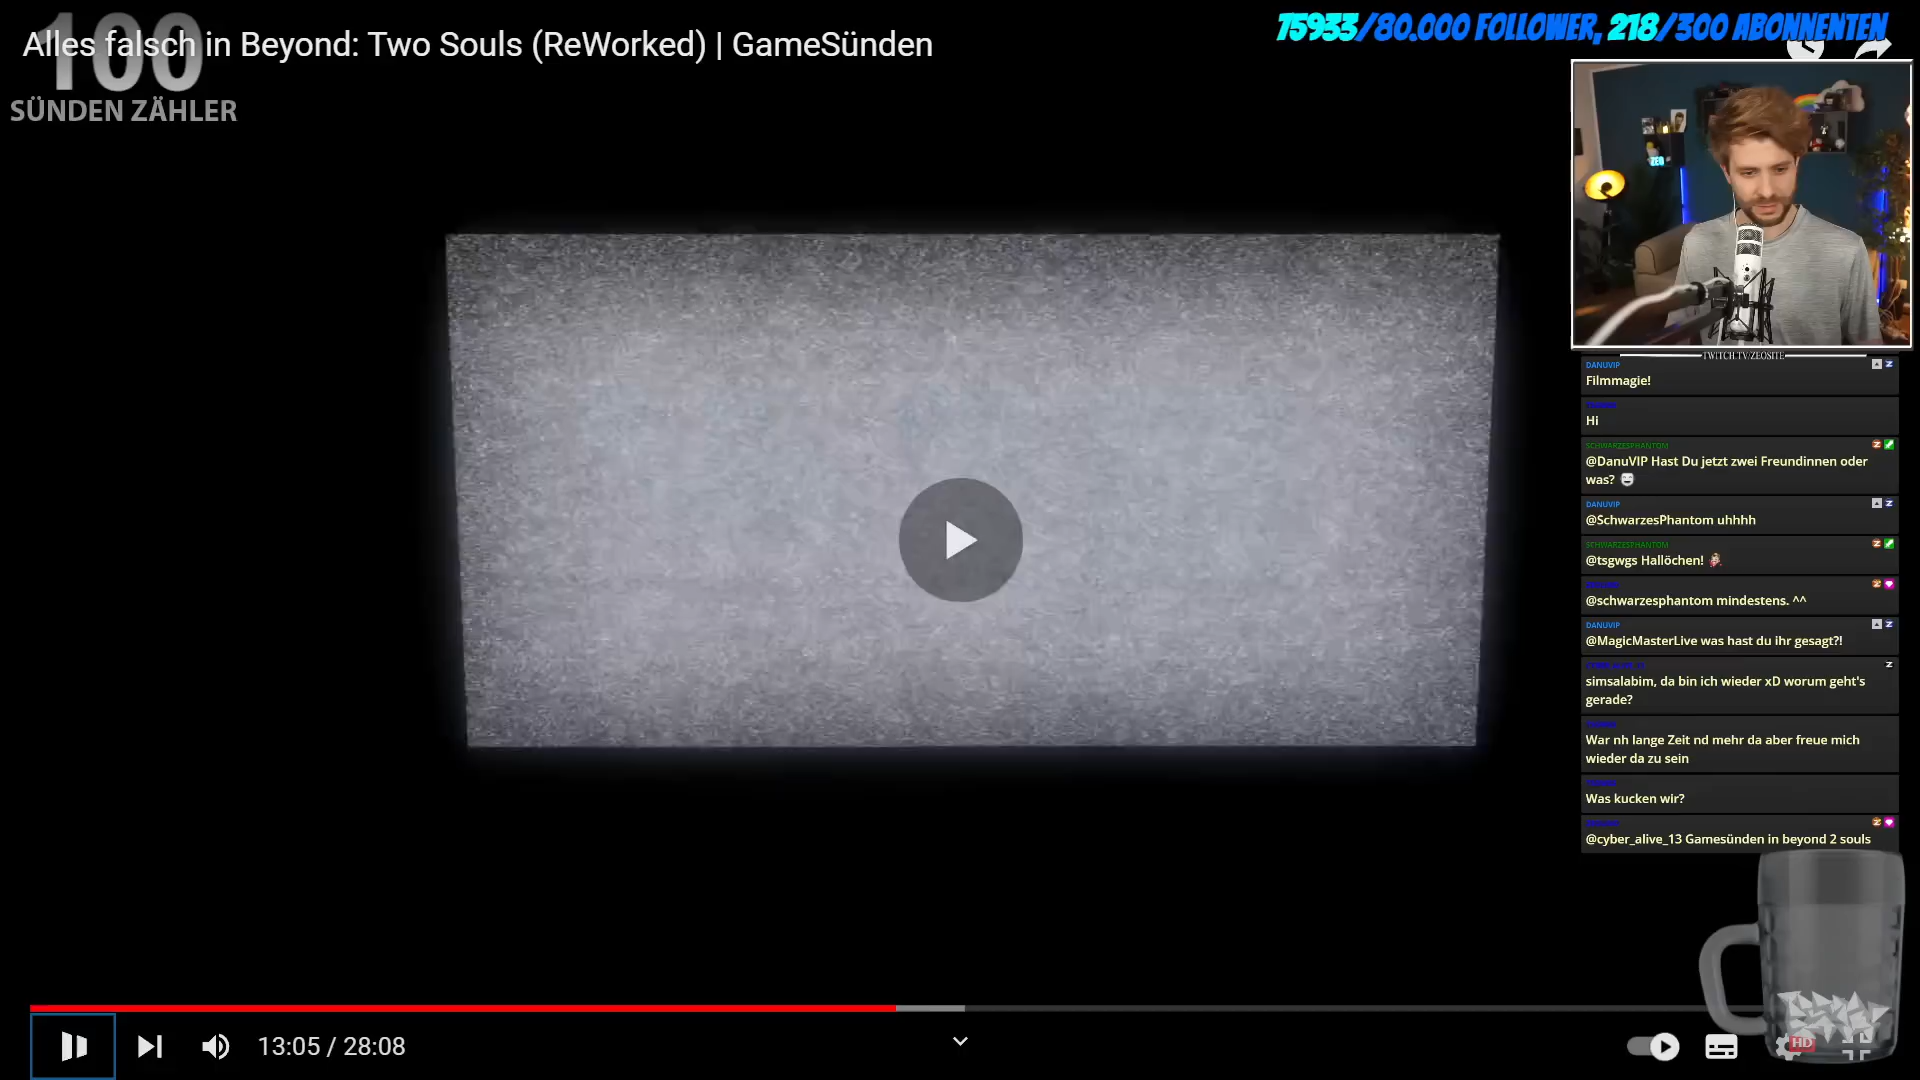 100
Alles falsch in Beyond: Two Souls (ReWorked) | GameSünden
SÜNDEN ZÄHLER
75933/80.000 FOLLOWER, 218/300 ABONNENTEN
ZEO
TWITCH.TV/ZEOSITE
DANUVIP
Filmmagie!
Hi
SCHWARZESPHANTOM
@DanuVIP Hast Du jetzt zwei Freundinnen oder
was?
DANUVIP
@SchwarzesPhantom uhhhh
SCHWARZESPHANTOM
@tsgwgs Hallöchen!
@schwarzesphantom mindestens. ^^
DANUVIP
@MagicMasterLive was hast du ihr gesagt?!
simsalabim, da bin ich wieder xD worum geht's
gerade?
War nh lange Zeit nd mehr da aber freue mich
wieder da zu sein
Was kucken wir?
@cyber_alive_13 Gamesünden in beyond 2 souls
13:05 / 28:08
HD